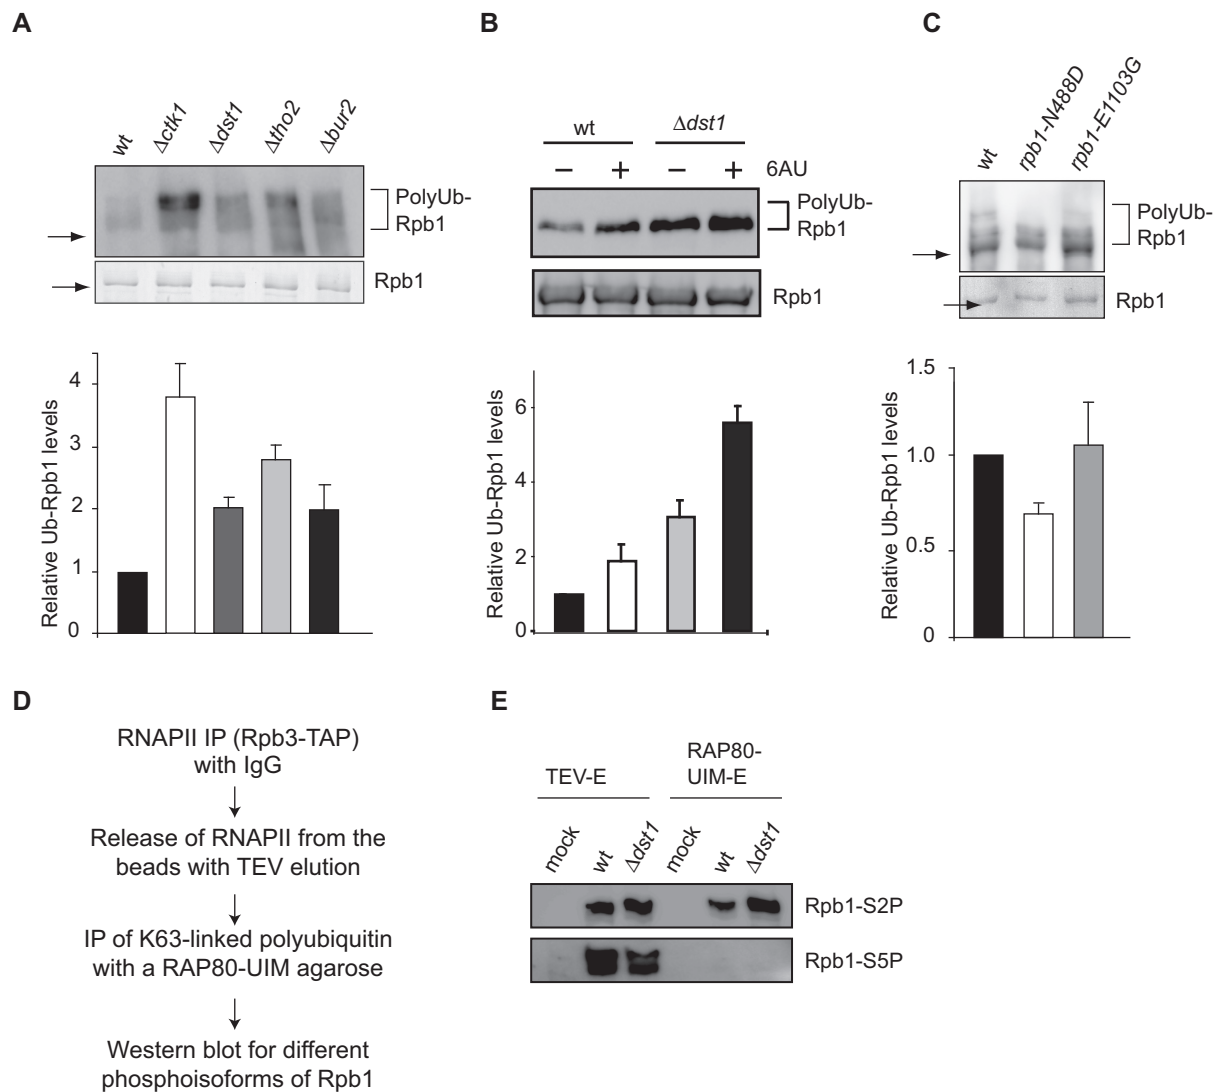 A
wt
Δctk1
Δdst1
Δtho2
Δbur2
PolyUb-
Rpb1
Rpb1
Relative Ub-Rpb1 levels
4
3
2
1
0
B
wt
Δdst1
– + – + 6AU
PolyUb-
Rpb1
Rpb1
Relative Ub-Rpb1 levels
6
4
2
0
C
wt
rpb1-N488D
rpb1-E1103G
PolyUb-
Rpb1
Rpb1
Relative Ub-Rpb1 levels
1.5
1.0
0.5
0
D
RNAPII IP (Rpb3-TAP)
with IgG
Release of RNAPII from the
beads with TEV elution
IP of K63-linked polyubiquitin
with a RAP80-UIM agarose
Western blot for different
phosphoisoforms of Rpb1
E
TEV-E
RAP80-
UIM-E
mock
wt
Δdst1
mock
wt
Δdst1
Rpb1-S2P
Rpb1-S5P